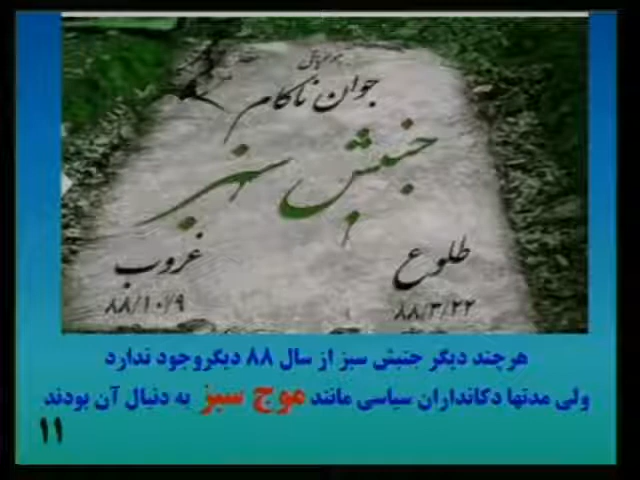 هوالباقی
جوان ناکام
جنبش سبز
طلوع
غروب
۸۸/۳/۲۲
۸۸/۱۰/۹
هرچند دیگر جنبش سبز از سال ۸۸ دیگروجود ندارد
ولی مدتها دکانداران سیاسی مانند موج سبز به دنبال آن بودند
۱۱